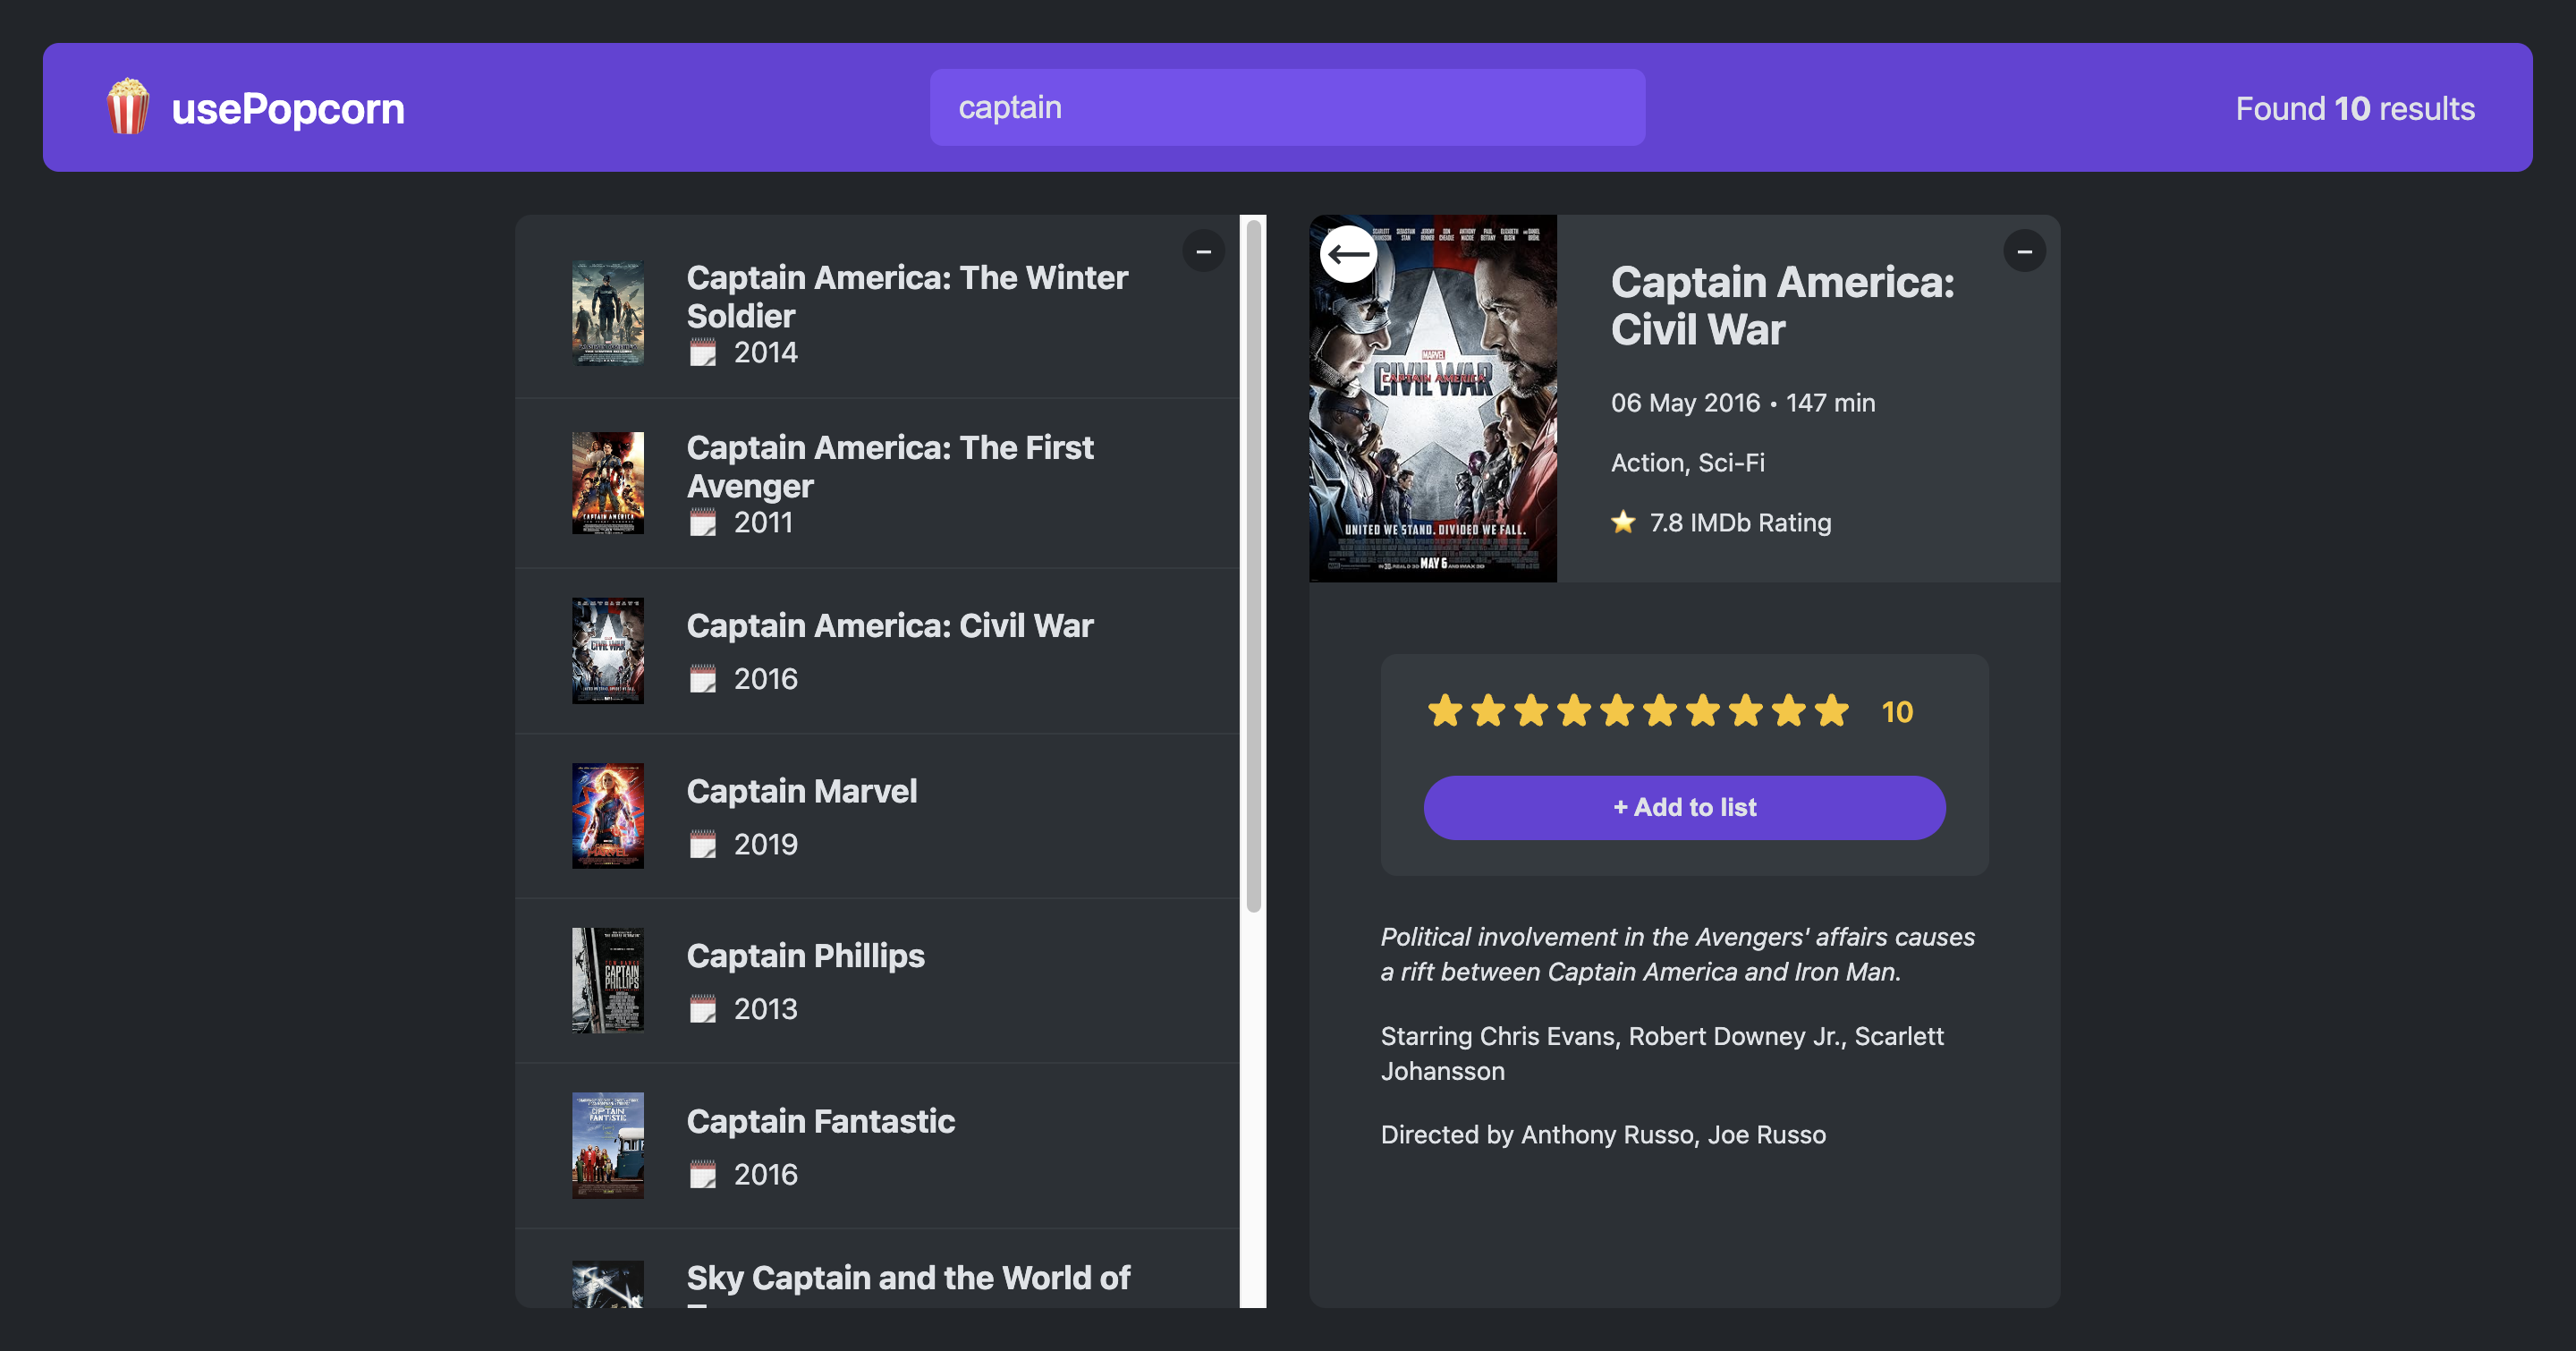 usePopcorn
captain
Found 10 results
Captain America: The Winter
Soldier
2014
Captain America: The First
Avenger
2011
Captain America: Civil War
2016
Captain Marvel
2019
Captain Phillips
2013
Captain Fantastic
2016
Sky Captain and the World of
MARVEL
CAPTAIN AMERICA
CIVIL WAR
UNITED WE STAND. DIVIDED WE FALL.
MAY 6
Captain America:
Civil War
06 May 2016 • 147 min
Action, Sci-Fi
7.8 IMDb Rating
10
+ Add to list
Political involvement in the Avengers' affairs causes
a rift between Captain America and Iron Man.
Starring Chris Evans, Robert Downey Jr., Scarlett
Johansson
Directed by Anthony Russo, Joe Russo